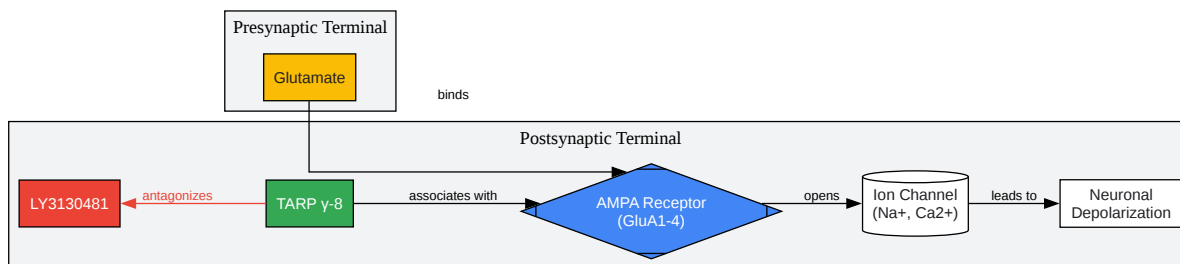 Presynaptic Terminal
Glutamate
binds
Postsynaptic Terminal
LY3130481
antagonizes
TARP γ-8
associates with
AMPA Receptor
(GluA1-4)
opens
Ion Channel
(Na+, Ca2+)
leads to
Neuronal
Depolarization